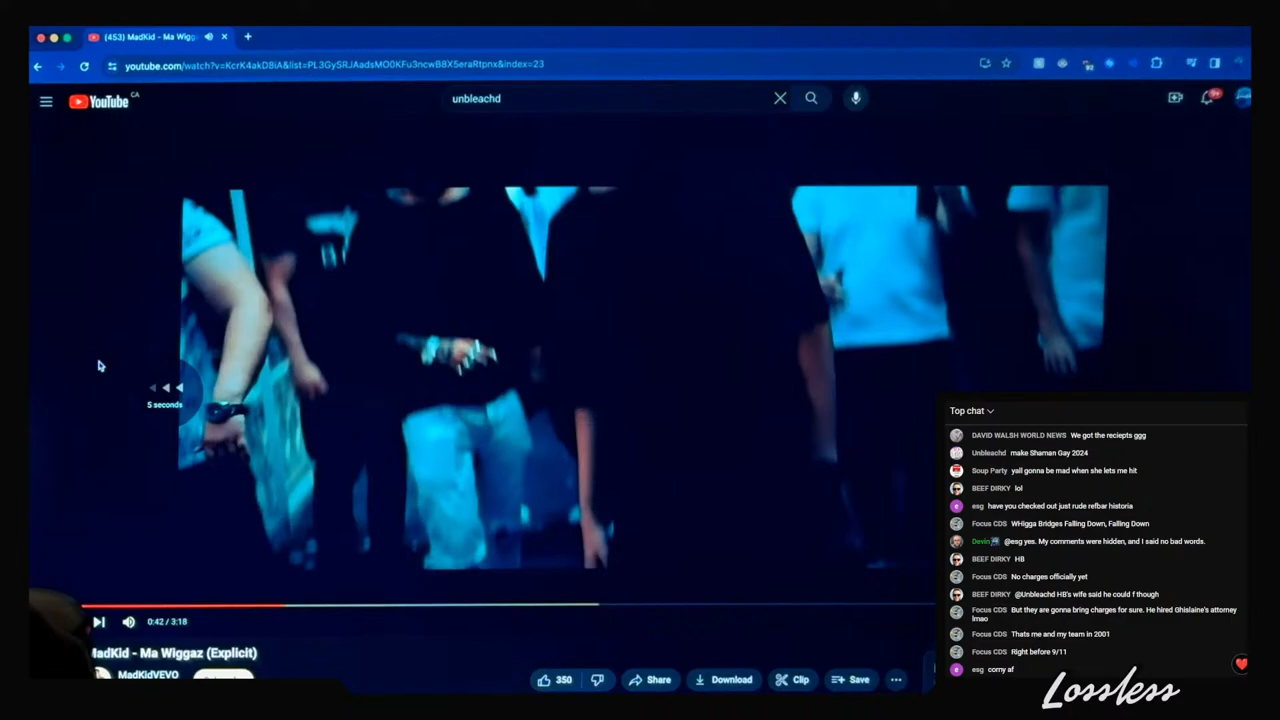 (453) MadKid - Ma Wigg
youtube.com/watch?v=KcrK4akD8iA&list=PL3GySRJAadsMO0KFu3ncwB8X5eraRtpnx&index=23
YouTube CA
unbleachd
9+
5 seconds
0:42 / 3:18
MadKid - Ma Wiggaz (Explicit)
MadKidVEVO
350
Share
Download
Clip
Save
Top chat
DAVID WALSH WORLD NEWS We got the reciepts ggg
Unbleachd make Shaman Gay 2024
Soup Party yall gonna be mad when she lets me hit
BEEF DIRKY lol
esg have you checked out just rude refbar historia
Focus CDS WHigga Bridges Falling Down, Falling Down
Devin @esg yes. My comments were hidden, and I said no bad words.
BEEF DIRKY HB
Focus CDS No charges officially yet
BEEF DIRKY @Unbleachd HB's wife said he could f though
Focus CDS But they are gonna bring charges for sure. He hired Ghislaine's attorney
lmao
Focus CDS Thats me and my team in 2001
Focus CDS Right before 9/11
esg corny af
Lossless